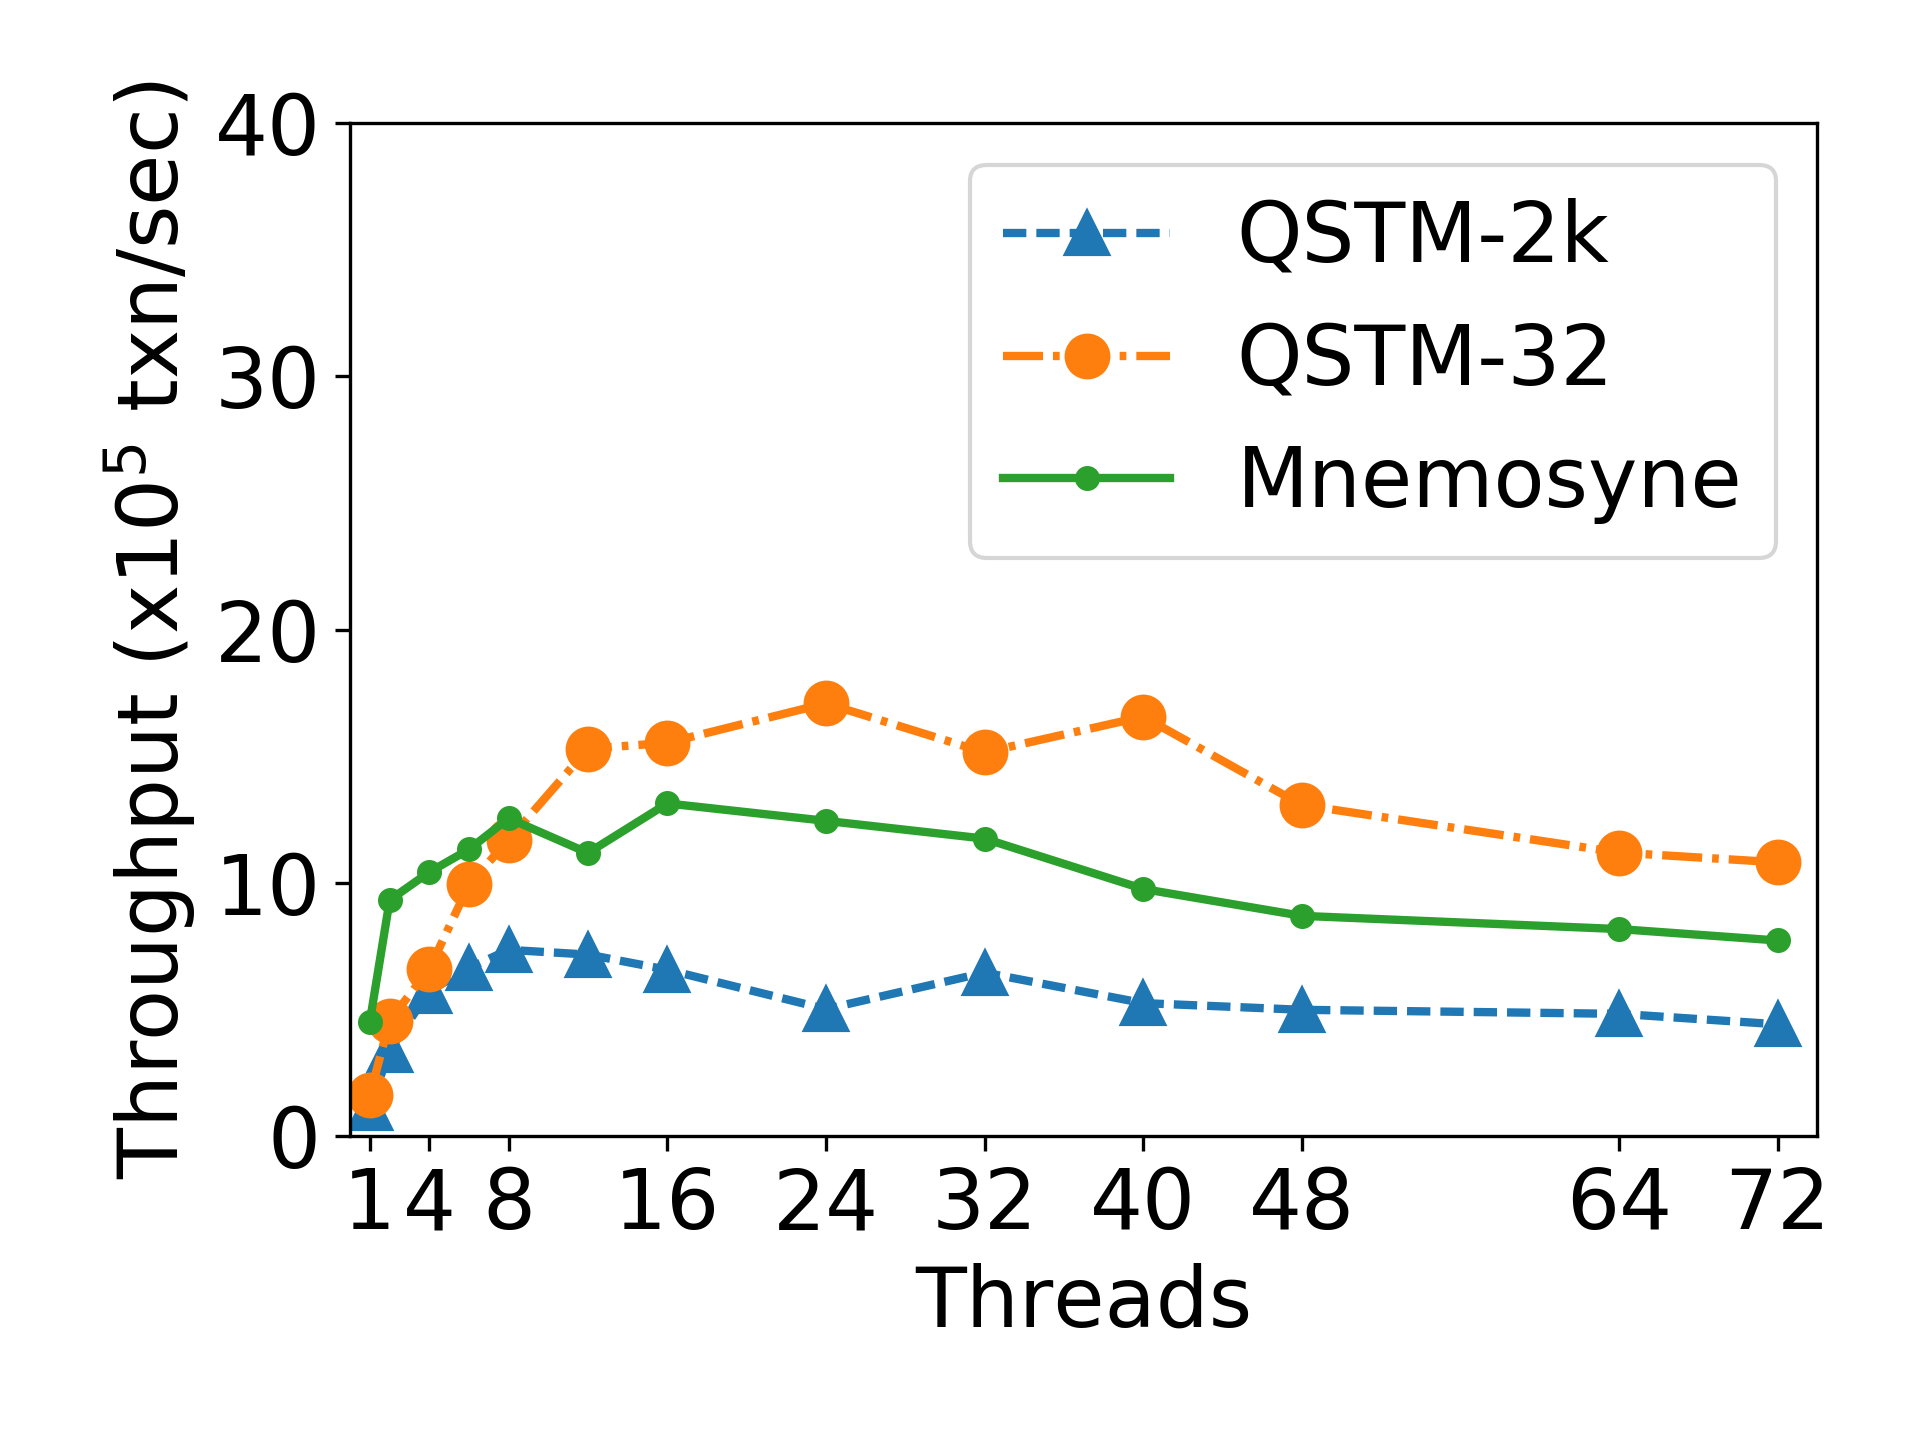 Throughput (x10⁵ txn/sec)
40
30
20
10
0
QSTM-2k
QSTM-32
Mnemosyne
1 4 8 16 24 32 40 48 64 72
Threads